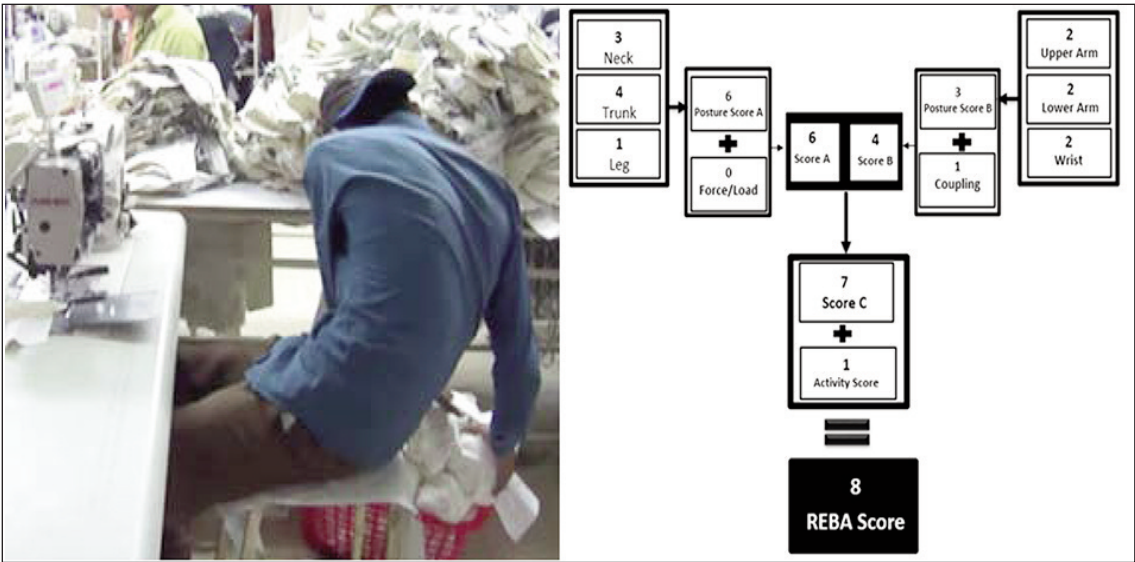 3
Neck
4
Trunk
1
Leg
6
Posture Score A
0
Force/Load
6
Score A
4
Score B
3
Posture Score B
1
Coupling
2
Upper Arm
2
Lower Arm
2
Wrist
7
Score C
1
Activity Score
8
REBA Score